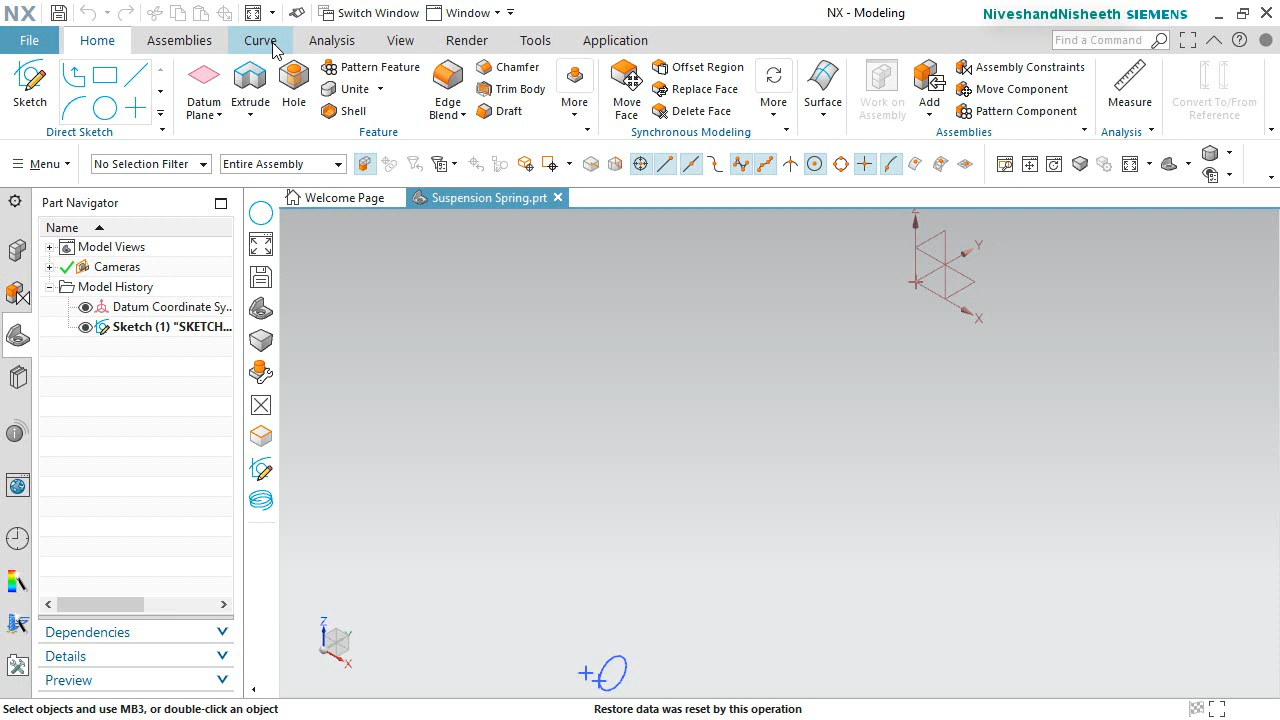 NX Switch Window Window NX - Modeling NiveshandNisheeth SIEMENS
File Home Assemblies Curve Analysis View Render Tools Application Find a Command
Sketch
Direct Sketch
Datum Plane Extrude Hole
Pattern Feature
Unite
Shell
Edge Blend
Chamfer
Trim Body
Draft
More
Feature
Move Face
Offset Region
Replace Face
Delete Face
More
Synchronous Modeling
Surface
Work on Assembly
Add
Assembly Constraints
Move Component
Pattern Component
Assemblies
Measure
Analysis
Convert To/From Reference
Menu No Selection Filter Entire Assembly
Part Navigator
Welcome Page Suspension Spring.prt
Name
Model Views
Cameras
Model History
Datum Coordinate Sy...
Sketch (1) "SKETCH...
Z
Y
X
Dependencies
Details
Preview
Z
Y
X
Select objects and use MB3, or double-click an object Restore data was reset by this operation